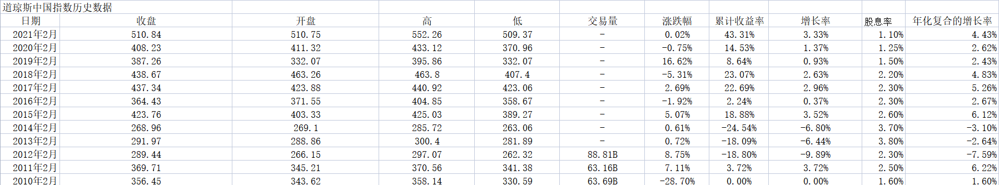 道琼斯中国指数历史数据
日期 收盘 开盘 高 低 交易量 涨跌幅 累计收益率 增长率 股息率 年化复合的增长率
2021年2月 510.84 510.75 552.26 509.37 - 0.02% 43.31% 3.33% 1.10% 4.43%
2020年2月 408.23 411.32 433.12 370.96 - -0.75% 14.53% 1.37% 1.25% 2.62%
2019年2月 387.26 332.07 395.86 332.07 - 16.62% 8.64% 0.93% 1.50% 2.43%
2018年2月 438.67 463.26 463.8 407.4 - -5.31% 23.07% 2.63% 2.20% 4.83%
2017年2月 437.34 423.88 440.92 423.06 - 2.69% 22.69% 2.96% 2.30% 5.26%
2016年2月 364.43 371.55 404.85 358.67 - -1.92% 2.24% 0.37% 2.30% 2.67%
2015年2月 423.76 403.33 425.03 389.27 - 5.07% 18.88% 3.52% 2.60% 6.12%
2014年2月 268.96 269.1 285.72 263.06 - 0.61% -24.54% -6.80% 3.70% -3.10%
2013年2月 291.97 288.86 300.4 281.89 - 0.72% -18.09% -6.44% 3.80% -2.64%
2012年2月 289.44 266.15 297.07 262.32 88.81B 8.75% -18.80% -9.89% 2.30% -7.59%
2011年2月 369.71 345.21 370.56 341.38 63.16B 7.11% 3.72% 3.72% 2.50% 6.22%
2010年2月 356.45 343.62 358.14 330.59 63.69B -28.70% 0.00% 0.00% 1.60% 1.60%